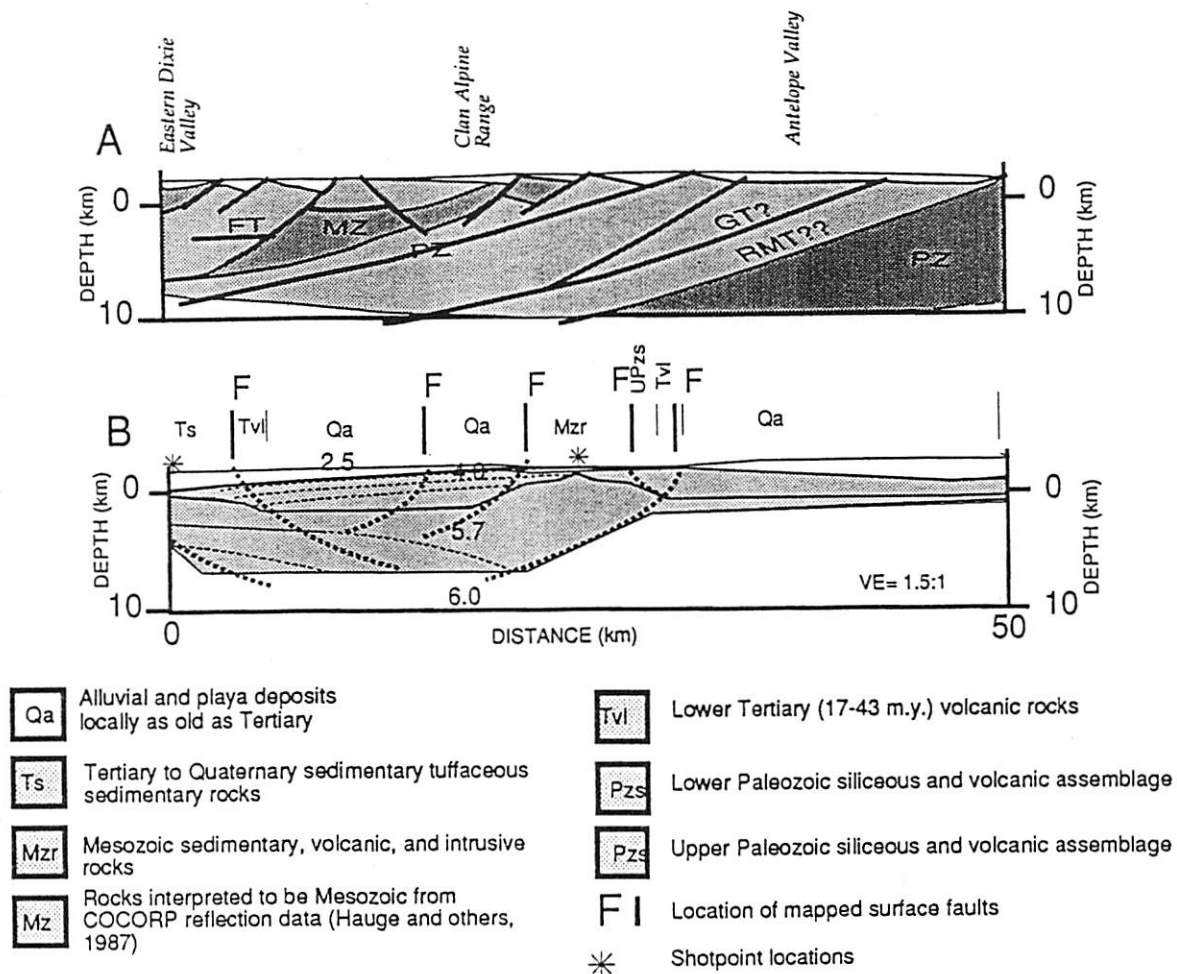 Eastern Dixie
Valley
Clan Alpine
Range
Antelope Valley
A
DEPTH (km)
0
10
FT
MZ
PZ
GT?
RMT??
PZ
0
10
DEPTH (km)
F
F
F
F
UPzs
Tvl
F
B
Ts
Tvl
Qa
Qa
Mzr
Qa
2.5
4.0
5.7
6.0
DEPTH (km)
0
10
VE= 1.5:1
0
10
DEPTH (km)
0
DISTANCE (km)
50
Qa
Alluvial and playa deposits
locally as old as Tertiary
Ts
Tertiary to Quaternary sedimentary tuffaceous
sedimentary rocks
Mzr
Mesozoic sedimentary, volcanic, and intrusive
rocks
Mz
Rocks interpreted to be Mesozoic from
COCORP reflection data (Hauge and others,
1987)
Tvl
Lower Tertiary (17-43 m.y.) volcanic rocks
Pzs
Lower Paleozoic siliceous and volcanic assemblage
Pzs
Upper Paleozoic siliceous and volcanic assemblage
F
Location of mapped surface faults
Shotpoint locations